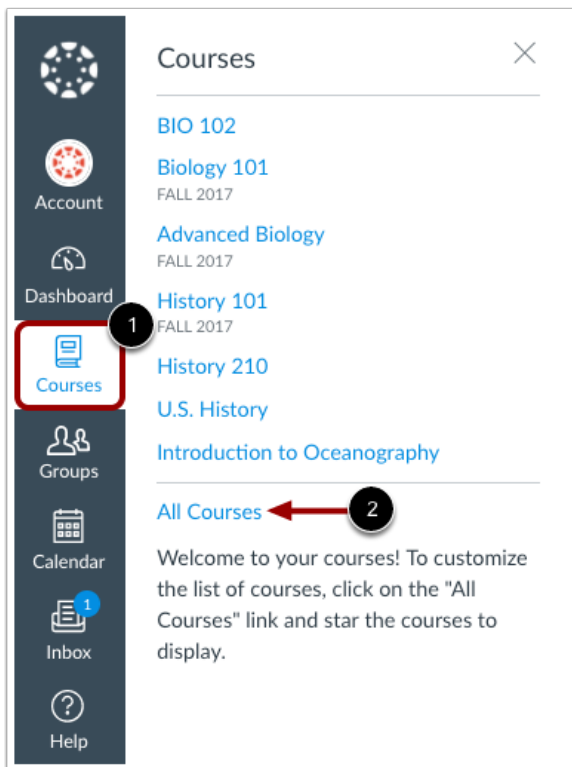 Account
Dashboard
1
Courses
Groups
Calendar
1
Inbox
Help
Courses
BIO 102
Biology 101
FALL 2017
Advanced Biology
FALL 2017
History 101
FALL 2017
History 210
U.S. History
Introduction to Oceanography
All Courses
2
Welcome to your courses! To customize
the list of courses, click on the "All
Courses" link and star the courses to
display.